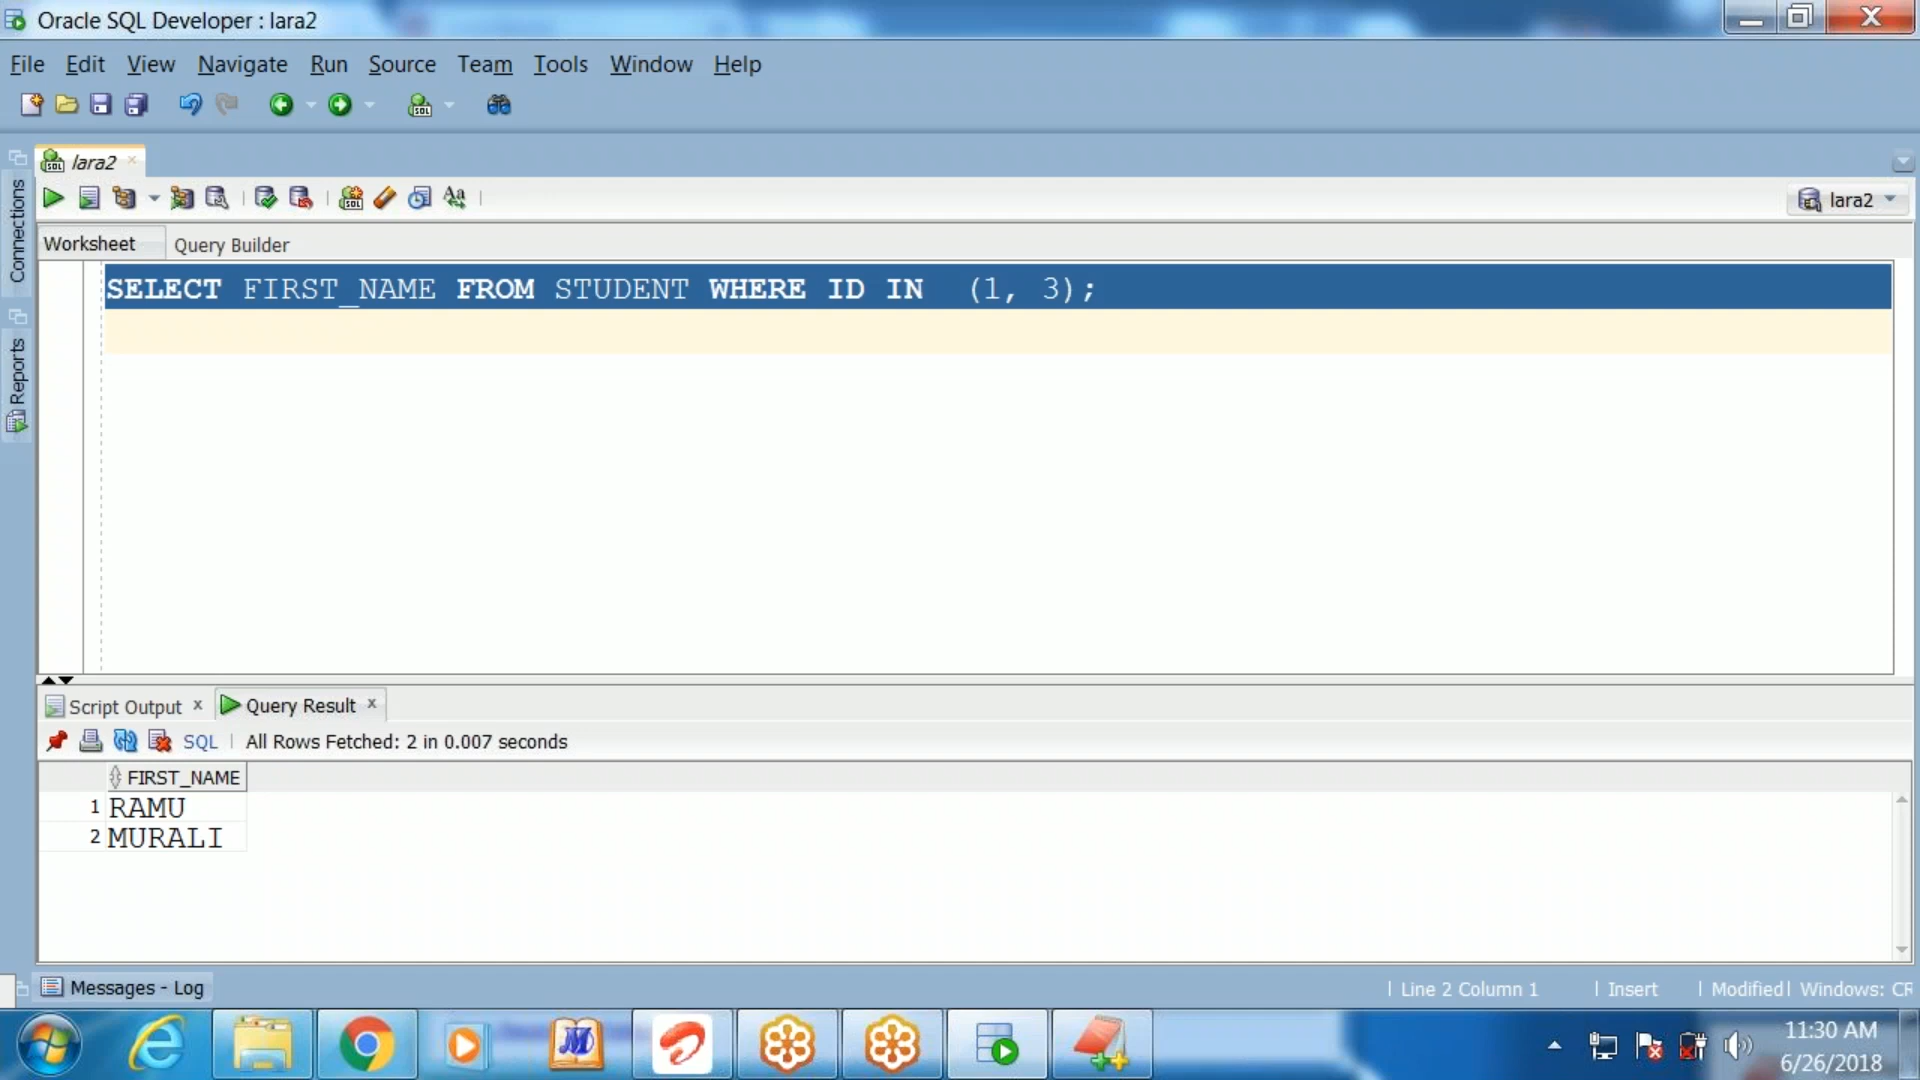 Oracle SQL Developer : lara2
File Edit View Navigate Run Source Team Tools Window Help
lara2
lara2
Connections
Reports
Worksheet Query Builder
SELECT FIRST_NAME FROM STUDENT WHERE ID IN (1, 3);
Script Output Query Result
SQL | All Rows Fetched: 2 in 0.007 seconds
FIRST_NAME
1 RAMU
2 MURALI
Messages - Log
| Line 2 Column 1 | Insert | Modified | Windows: CR
11:30 AM
6/26/2018